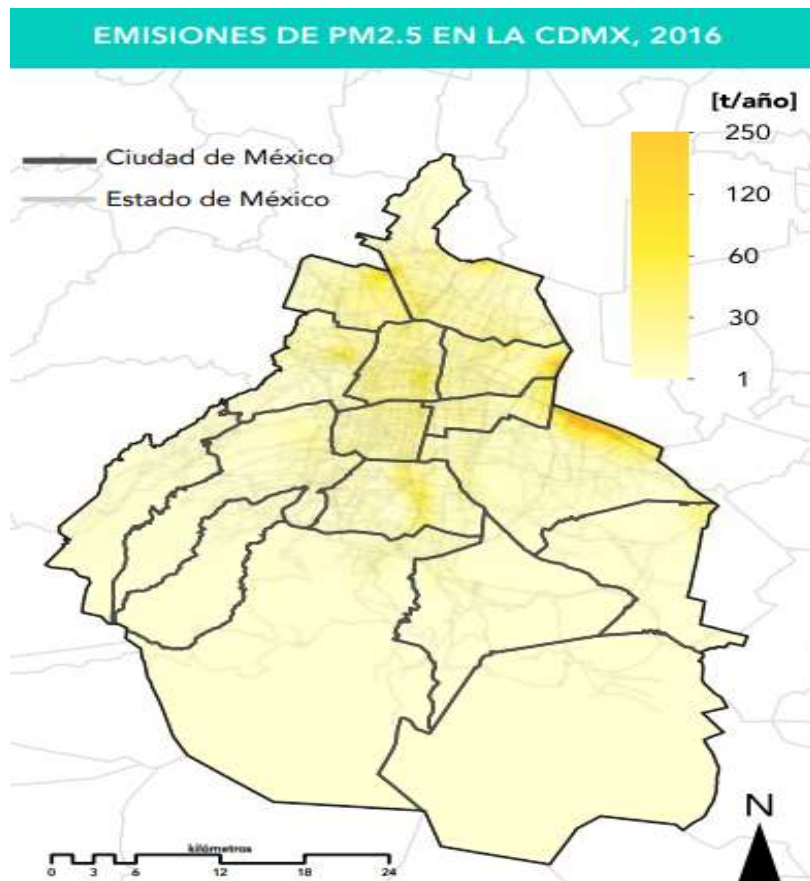 EMISIONES DE PM2.5 EN LA CDMX, 2016
[t/año]
250
120
60
30
1
Ciudad de México
Estado de México
N
kilómetros
0 3 6 12 18 24